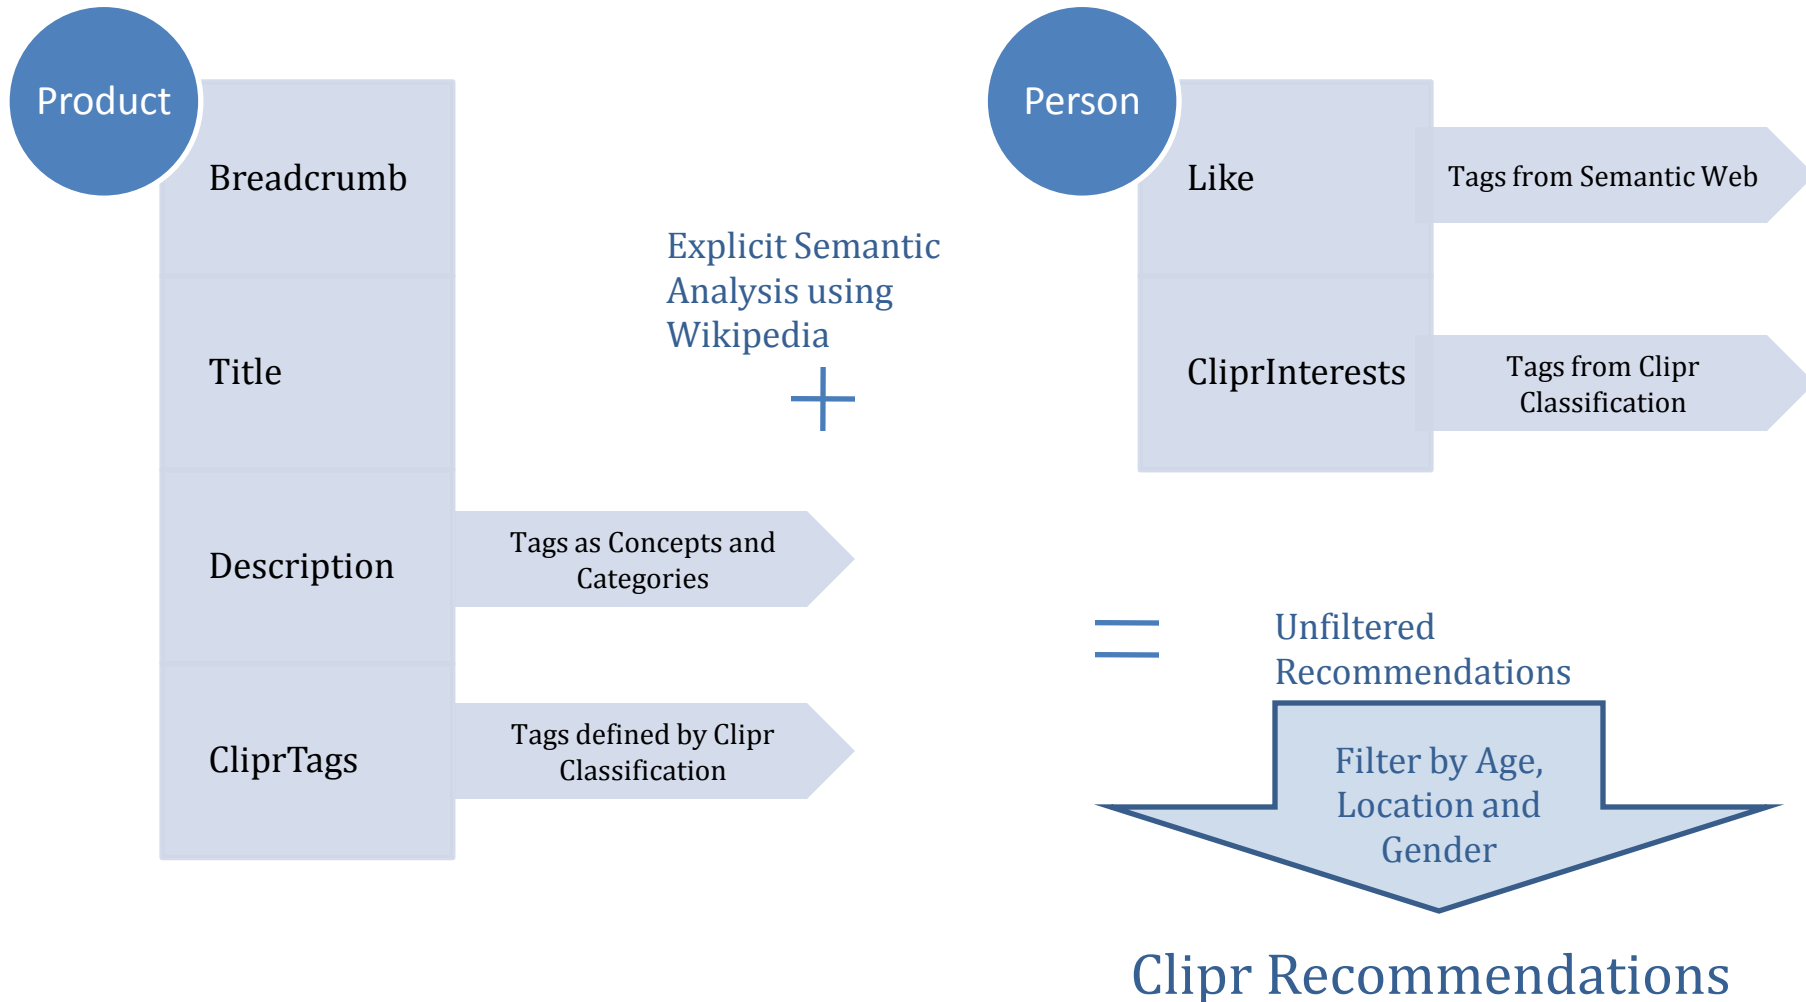 Product
Breadcrumb
Title
Description
CliprTags
Tags as Concepts and
Categories
Tags defined by Clipr
Classification
Explicit Semantic
Analysis using
Wikipedia
+
Person
Like
CliprInterests
Tags from Semantic Web
Tags from Clipr
Classification
=
Unfiltered
Recommendations
Filter by Age,
Location and
Gender
Clipr Recommendations